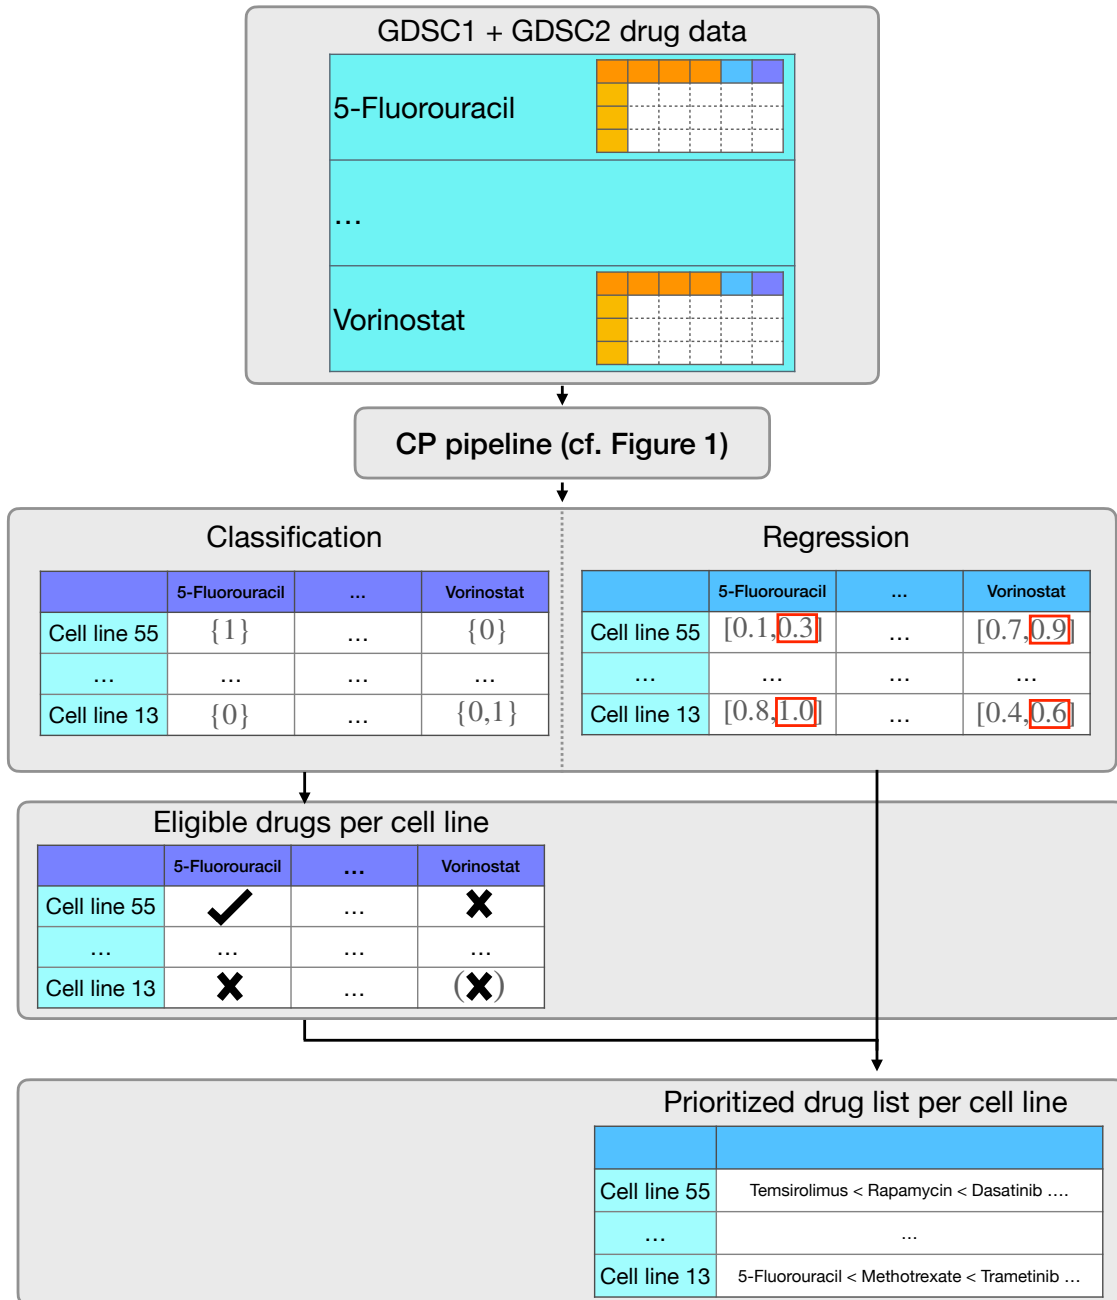 GDSC1 + GDSC2 drug data
5-Fluorouracil
...
Vorinostat
CP pipeline (cf. Figure 1)
Classification
5-Fluorouracil ... Vorinostat
Cell line 55 {1} ... {0}
... ... ... ...
Cell line 13 {0} ... {0,1}
Regression
5-Fluorouracil ... Vorinostat
Cell line 55 [0.1,0.3] ... [0.7,0.9]
... ... ... ...
Cell line 13 [0.8,1.0] ... [0.4,0.6]
Eligible drugs per cell line
5-Fluorouracil ... Vorinostat
Cell line 55 ✓ ... ✗
... ... ... ...
Cell line 13 ✗ ... (✗)
Prioritized drug list per cell line
Cell line 55 Temsirolimus < Rapamycin < Dasatinib ....
... ...
Cell line 13 5-Fluorouracil < Methotrexate < Trametinib ...